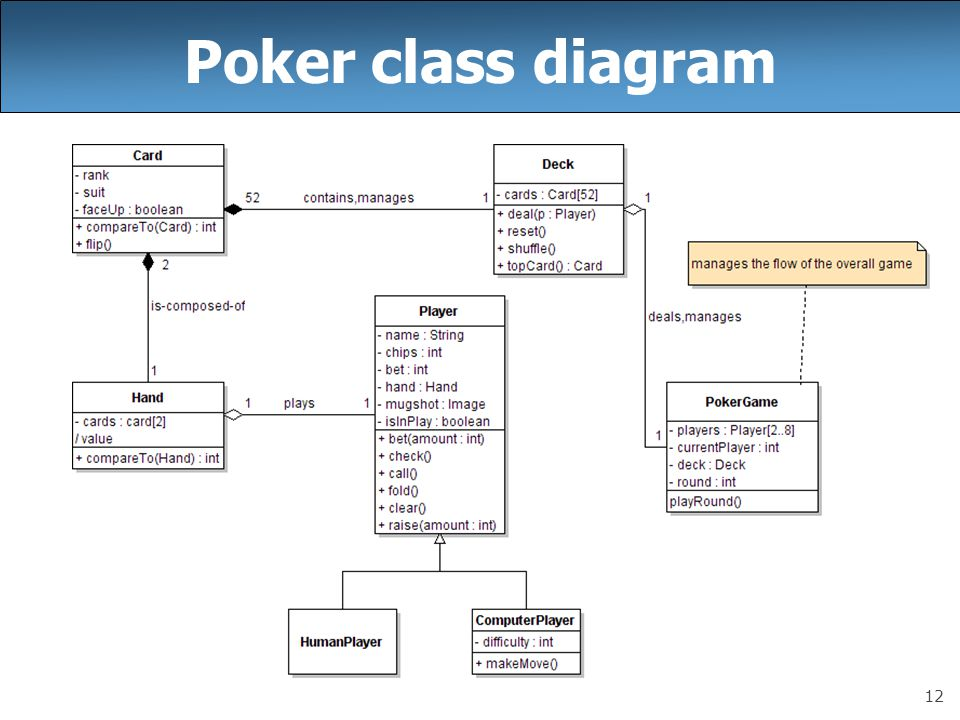 Poker class diagram
Card
- rank
- suit
- faceUp : boolean
+ compareTo(Card) : int
+ flip()
52
contains,manages
1
Deck
- cards : Card[52]
+ deal(p : Player)
+ reset()
+ shuffle()
+ topCard() : Card
1
manages the flow of the overall game
deals,manages
2
is-composed-of
1
Player
- name : String
- chips : int
- bet : int
- hand : Hand
- mugshot : Image
- isInPlay : boolean
+ bet(amount : int)
+ check()
+ call()
+ fold()
+ clear()
+ raise(amount : int)
Hand
- cards : card[2]
/ value
+ compareTo(Hand) : int
1
plays
1
PokerGame
- players : Player[2..8]
- currentPlayer : int
- deck : Deck
- round : int
playRound()
1
HumanPlayer
ComputerPlayer
- difficulty : int
+ makeMove()
12